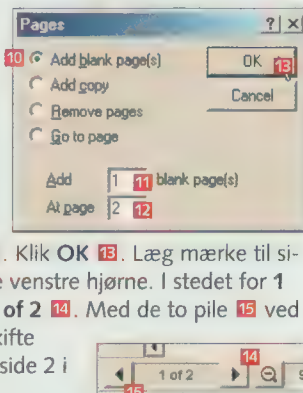 Pages ? ×
10 Add blank page(s)
OK 13
Add copy
Cancel
Remove pages
Go to page
Add 1 11 blank page(s)
At page 2 12
. Klik OK 13. Læg mærke til si-
venstre hjørne. I stedet for 1
of 2 14. Med de to pile 15 ved
side 2 i
14
1 of 2
15